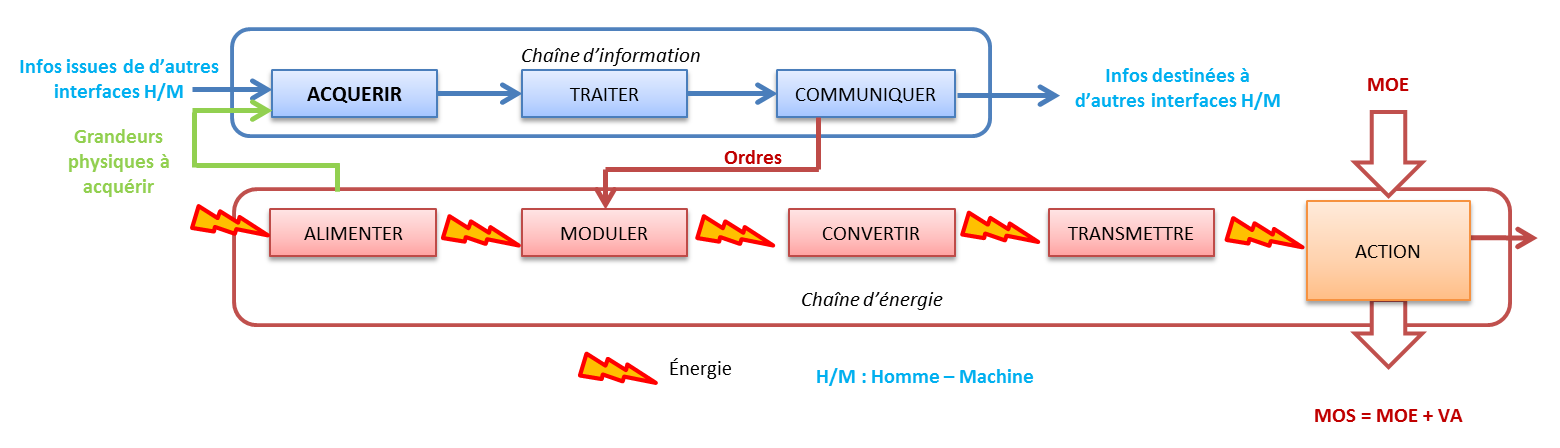 Chaîne d'information
Infos issues de d'autres
interfaces H/M
ACQUERIR
TRAITER
COMMUNIQUER
Infos destinées à
d'autres interfaces H/M
MOE
Grandeurs
physiques à
acquérir
Ordres
ALIMENTER
MODULER
CONVERTIR
TRANSMETTRE
ACTION
Chaîne d'énergie
Énergie
H/M : Homme – Machine
MOS = MOE + VA